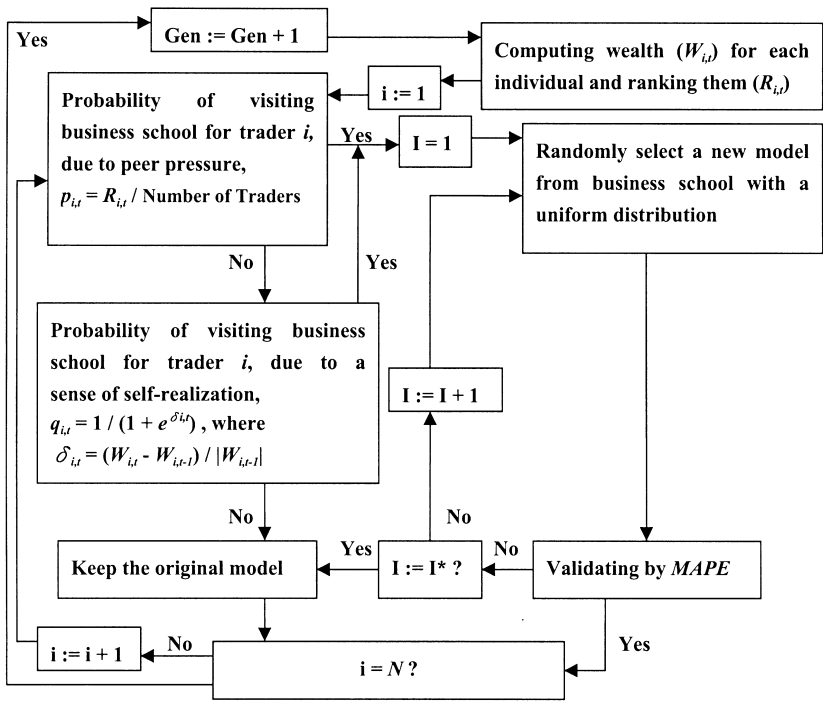 Yes
Gen := Gen + 1
Computing wealth (W_{i,t}) for each
individual and ranking them (R_{i,t})
i := 1
Probability of visiting
business school for trader i,
due to peer pressure,
p_{i,t} = R_{i,t} / Number of Traders
Yes
I = 1
Randomly select a new model
from business school with a
uniform distribution
No
Yes
Probability of visiting business
school for trader i, due to a
sense of self-realization,
q_{i,t} = 1 / (1 + e^{δ_{i,t}}) , where
δ_{i,t} = (W_{i,t} - W_{i,t-1}) / |W_{i,t-1}|
I := I + 1
No
No
Keep the original model
Yes
I := I* ?
No
Validating by MAPE
i := i + 1
No
i = N ?
Yes